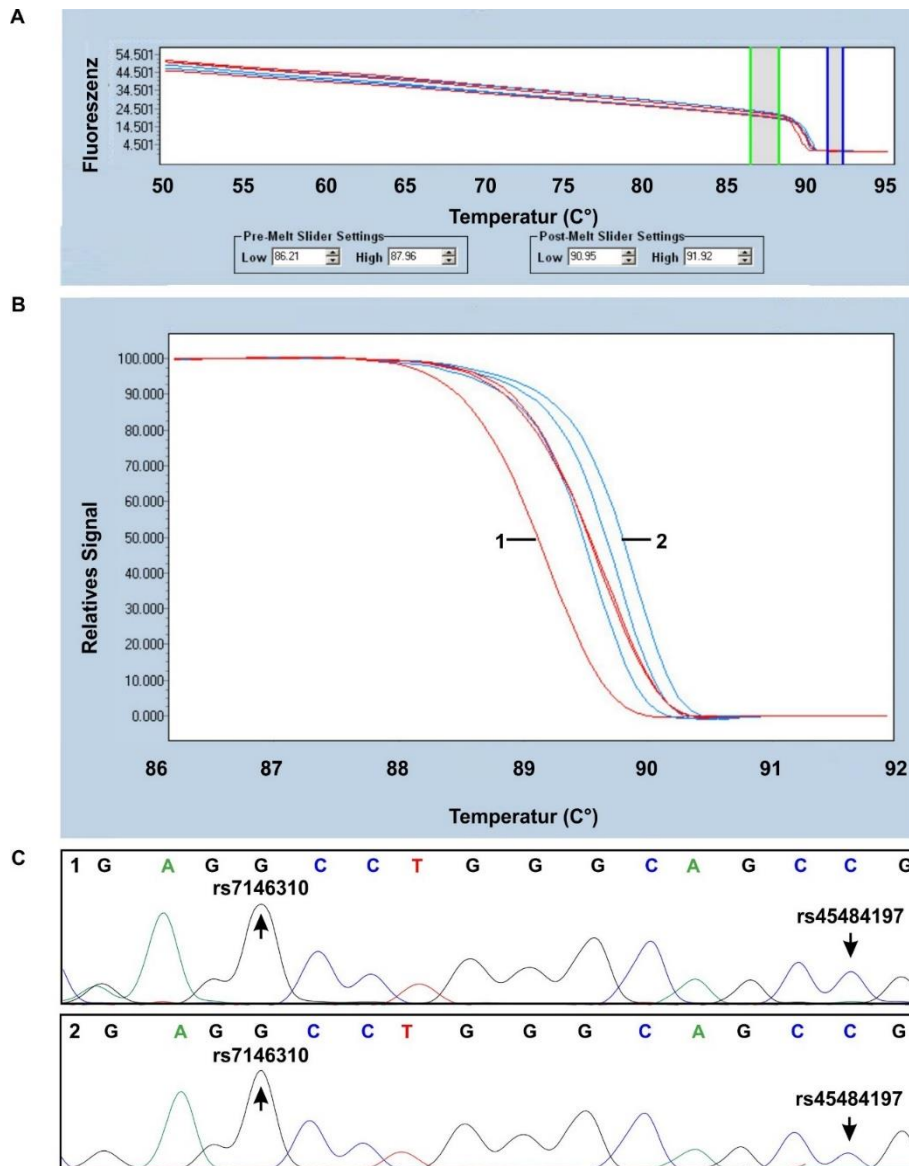 A
Fluoreszenz
54.501
44.501
34.501
24.501
14.501
4.501
50 55 60 65 70 75 80 85 90 95
Temperatur (C°)
Pre-Melt Slider Settings
Low 86.21 High 87.96
Post-Melt Slider Settings
Low 90.95 High 91.92
B
Relatives Signal
100.000
90.000
80.000
70.000
60.000
50.000
40.000
30.000
20.000
10.000
0.000
1 2
86 87 88 89 90 91 92
Temperatur (C°)
C
1 G A G G C C T G G G C A G C C G
rs7146310
rs45484197
2 G A G G C C T G G G C A G C C G
rs7146310
rs45484197